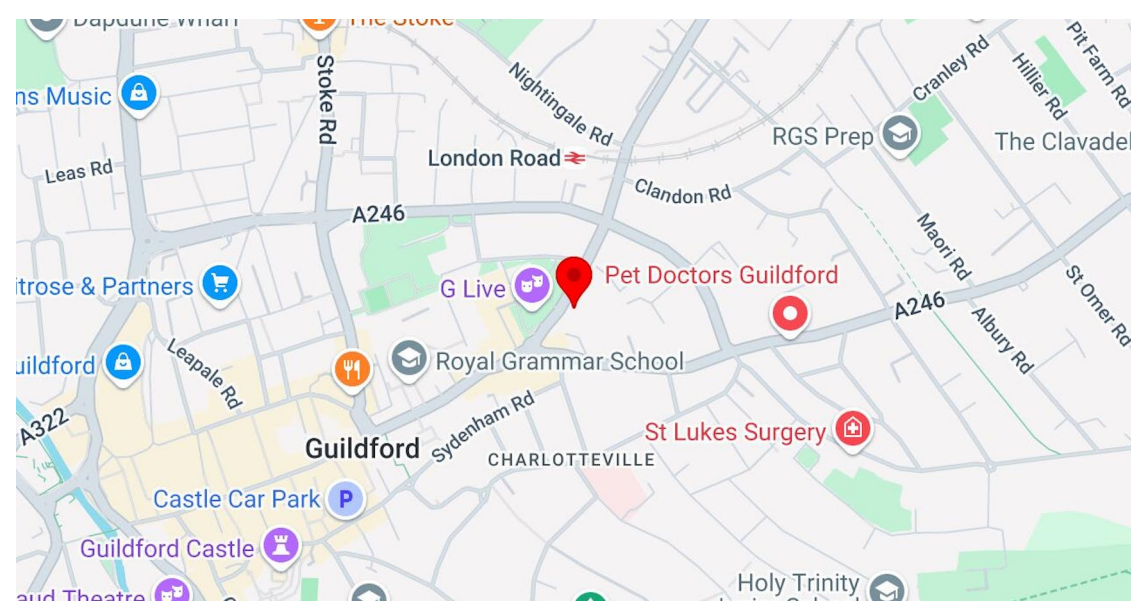 Dapdune Wharf
The Stoke
Pit Farm Rd
Cranley Rd
Hillier Rd
Nightingale Rd
Stoke Rd
ns Music
RGS Prep
The Clavadel
London Road
Leas Rd
Clandon Rd
A246
Maori Rd
itrose & Partners
G Live
Pet Doctors Guildford
A246
St Omer Rd
Albury Rd
uildford
Leapale Rd
Royal Grammar School
A322
Sydenham Rd
St Lukes Surgery
Guildford
CHARLOTTEVILLE
Castle Car Park
P
Guildford Castle
Holy Trinity
aud Theatre